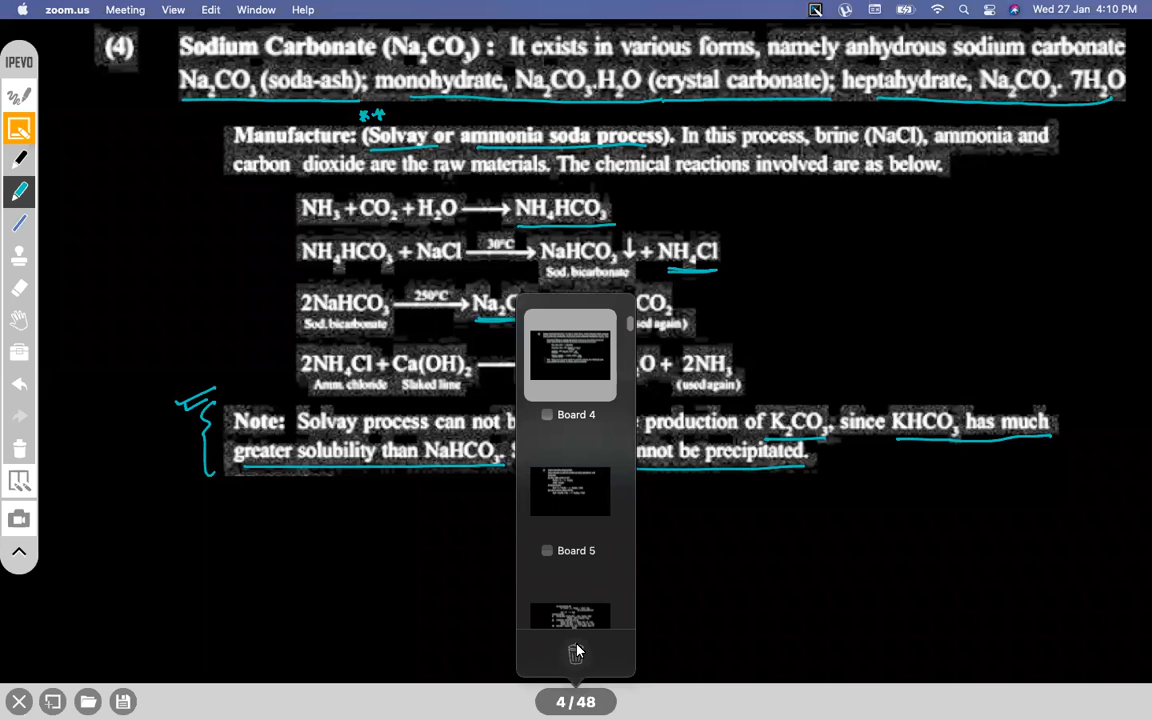 zoom.us Meeting View Edit Window Help Wed 27 Jan 4:10 PM
IPEVO
(4) Sodium Carbonate (Na₂CO₃) : It exists in various forms, namely anhydrous sodium carbonate
Na₂CO₃ (soda-ash); monohydrate, Na₂CO₃.H₂O (crystal carbonate); heptahydrate, Na₂CO₃. 7H₂O
Manufacture: (Solvay or ammonia soda process). In this process, brine (NaCl), ammonia and
carbon dioxide are the raw materials. The chemical reactions involved are as below.
NH₃ + CO₂ + H₂O ⟶ NH₄HCO₃
NH₄HCO₃ + NaCl —30°C→ NaHCO₃ ↓ + NH₄Cl
Sod. bicarbonate
2NaHCO₃ —250°C→ Na₂C CO₂
Sod. bicarbonate sed again)
2NH₄Cl + Ca(OH)₂ — O + 2NH₃
Amm. chloride Slaked lime (used again)
Note: Solvay process can not b production of K₂CO₃, since KHCO₃ has much
greater solubility than NaHCO₃. nnot be precipitated.
Board 4
Board 5
4 / 48